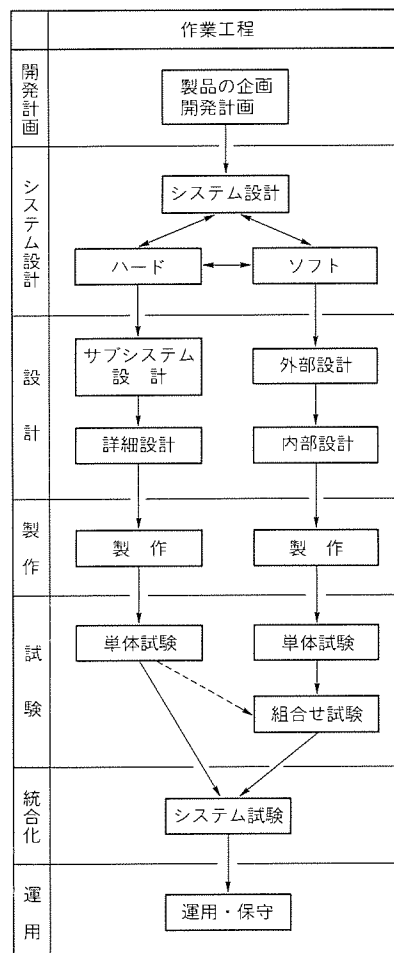 作業工程
開発計画
製品の企画
開発計画
システム設計
システム設計
ハード
ソフト
設計
サブシステム
設計
外部設計
詳細設計
内部設計
製作
製作
製作
試験
単体試験
単体試験
組合せ試験
統合化
システム試験
運用
運用・保守